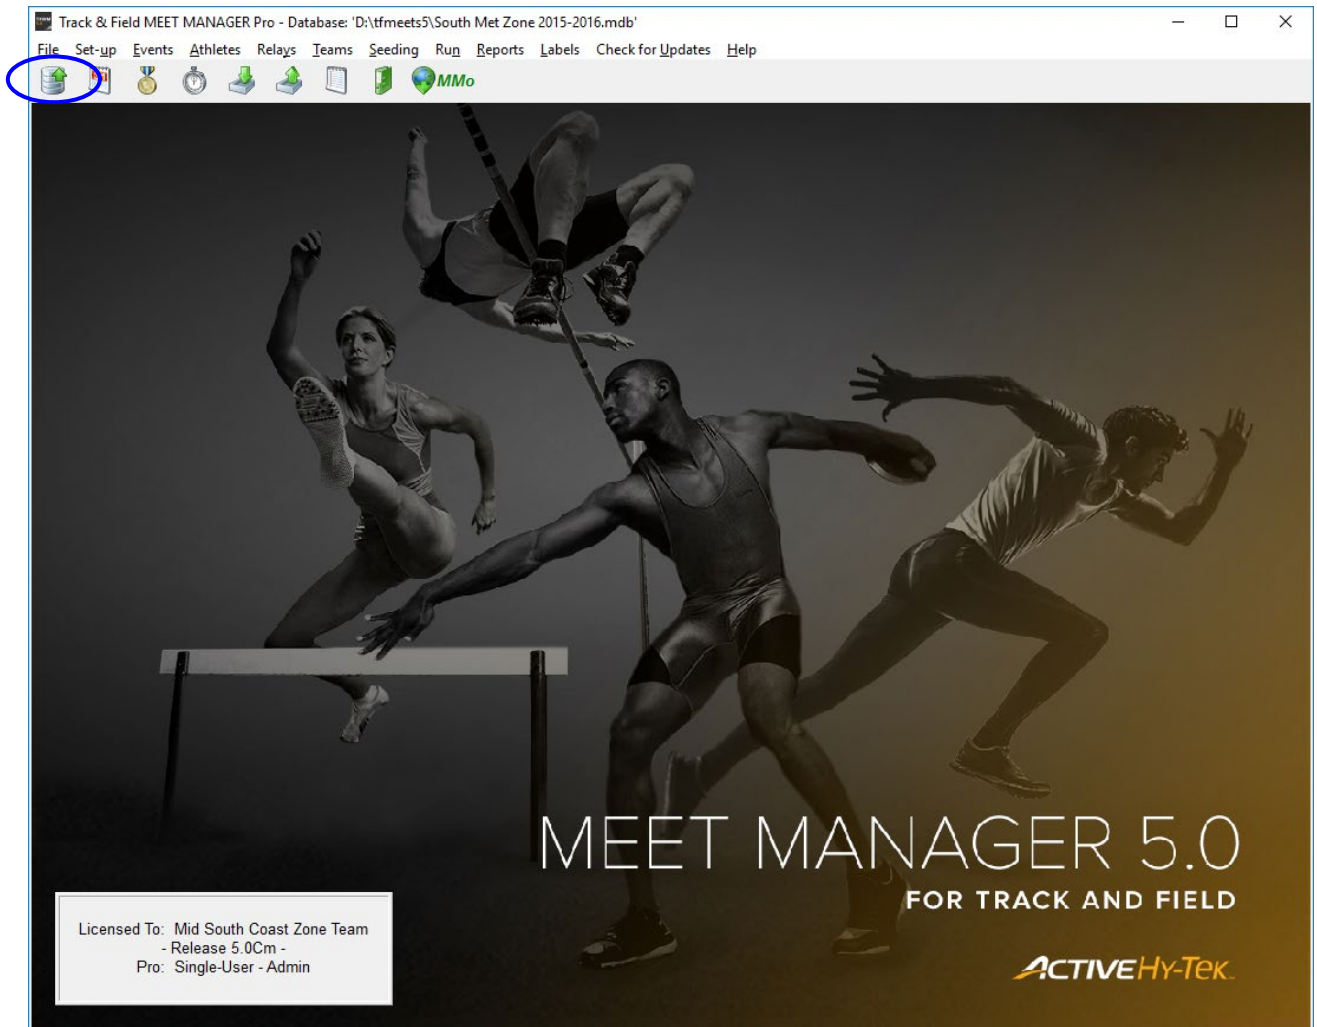 Track & Field MEET MANAGER Pro - Database: 'D:\tfmeets5\South Met Zone 2015-2016.mdb'
File Set-up Events Athletes Relays Teams Seeding Run Reports Labels Check for Updates Help
MMo
MEET MANAGER 5.0
FOR TRACK AND FIELD
Licensed To: Mid South Coast Zone Team
- Release 5.0Cm -
Pro: Single-User - Admin
ACTIVE HY-TEK